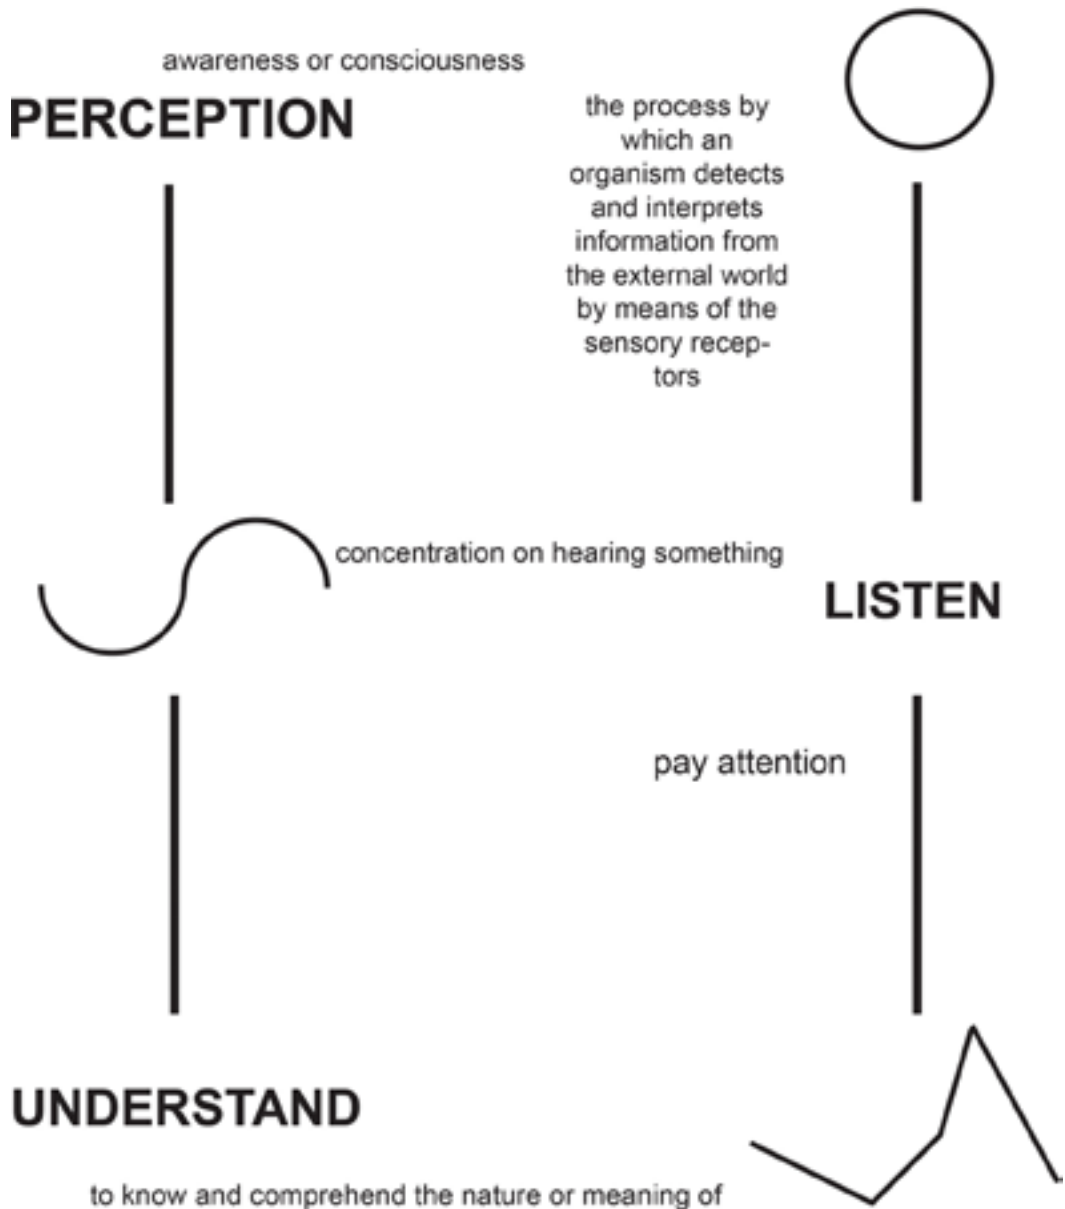 awareness or consciousness
PERCEPTION
the process by
which an
organism detects
and interprets
information from
the external world
by means of the
sensory recep-
tors
concentration on hearing something
LISTEN
pay attention
UNDERSTAND
to know and comprehend the nature or meaning of